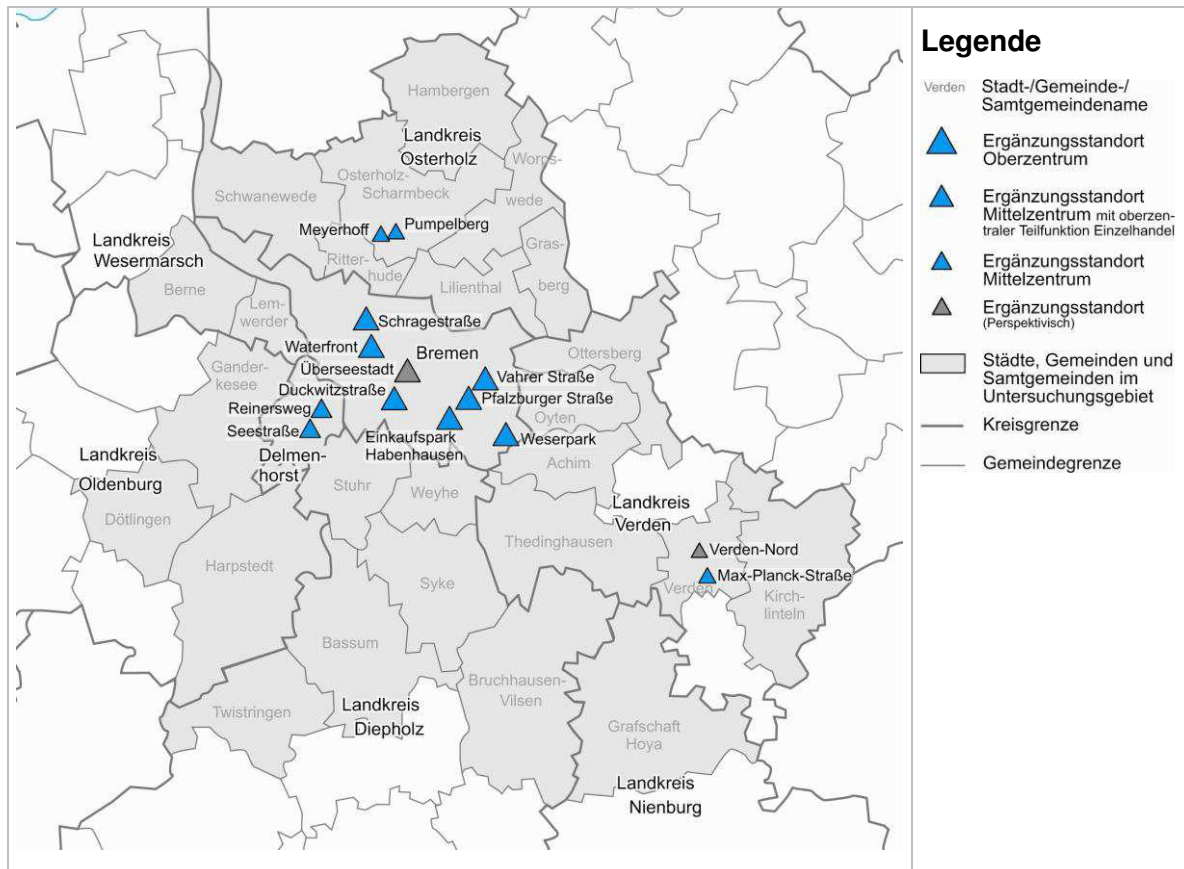 Hambergen
Landkreis
Osterholz
Worps-
wede
Osterholz-
Scharmbeck
Schwanewede
Meyerhoff
Pumpelberg
Gras-
berg
Landkreis
Wesermarsch
Ritter-
hude
Lilienthal
Berne
Lem-
werder
Schragestraße
Waterfront
Bremen
Ottersberg
Überseestadt
Gander-
kesee
Duckwitzstraße
Vahrer Straße
Reinersweg
Pfalzburger Straße
Oyten
Seestraße
Einkaufspark
Habenhausen
Weserpark
Delmen-
horst
Achim
Landkreis
Oldenburg
Stuhr
Weyhe
Landkreis
Verden
Dötlingen
Thedinghausen
Verden-Nord
Harpstedt
Syke
Max-Planck-Straße
Verden
Kirch-
linteln
Bassum
Bruchhausen-
Vilsen
Twistringen
Landkreis
Diepholz
Grafschaft
Hoya
Landkreis
Nienburg
Legende
Verden
Stadt-/Gemeinde-/
Samtgemeindename
Ergänzungsstandort
Oberzentrum
Ergänzungsstandort
Mittelzentrum mit oberzen-
traler Teilfunktion Einzelhandel
Ergänzungsstandort
Mittelzentrum
Ergänzungsstandort
(Perspektivisch)
Städte, Gemeinden und
Samtgemeinden im
Untersuchungsgebiet
Kreisgrenze
Gemeindegrenze